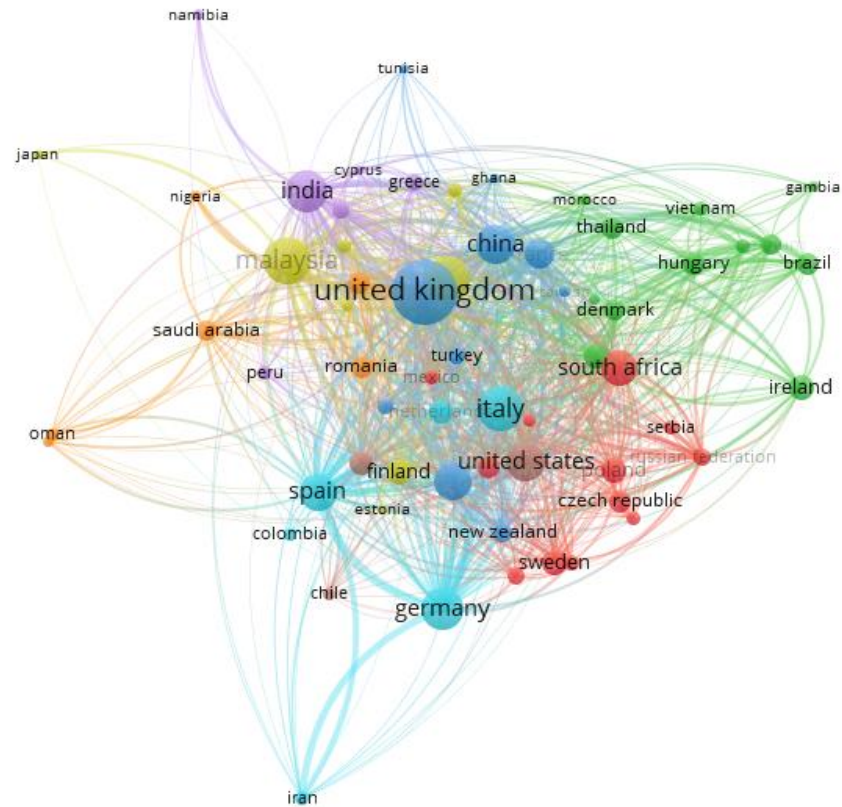 namibia
tunisia
japan
cyprus
ghana
india
greece
gambia
nigeria
morocco
viet nam
thailand
china
malaysia
hungary
brazil
united kingdom
denmark
saudi arabia
turkey
romania
south africa
peru
mexico
ireland
italy
netherland
serbia
oman
russian federation
united states
finland
poland
spain
czech republic
estonia
colombia
new zealand
sweden
chile
germany
iran